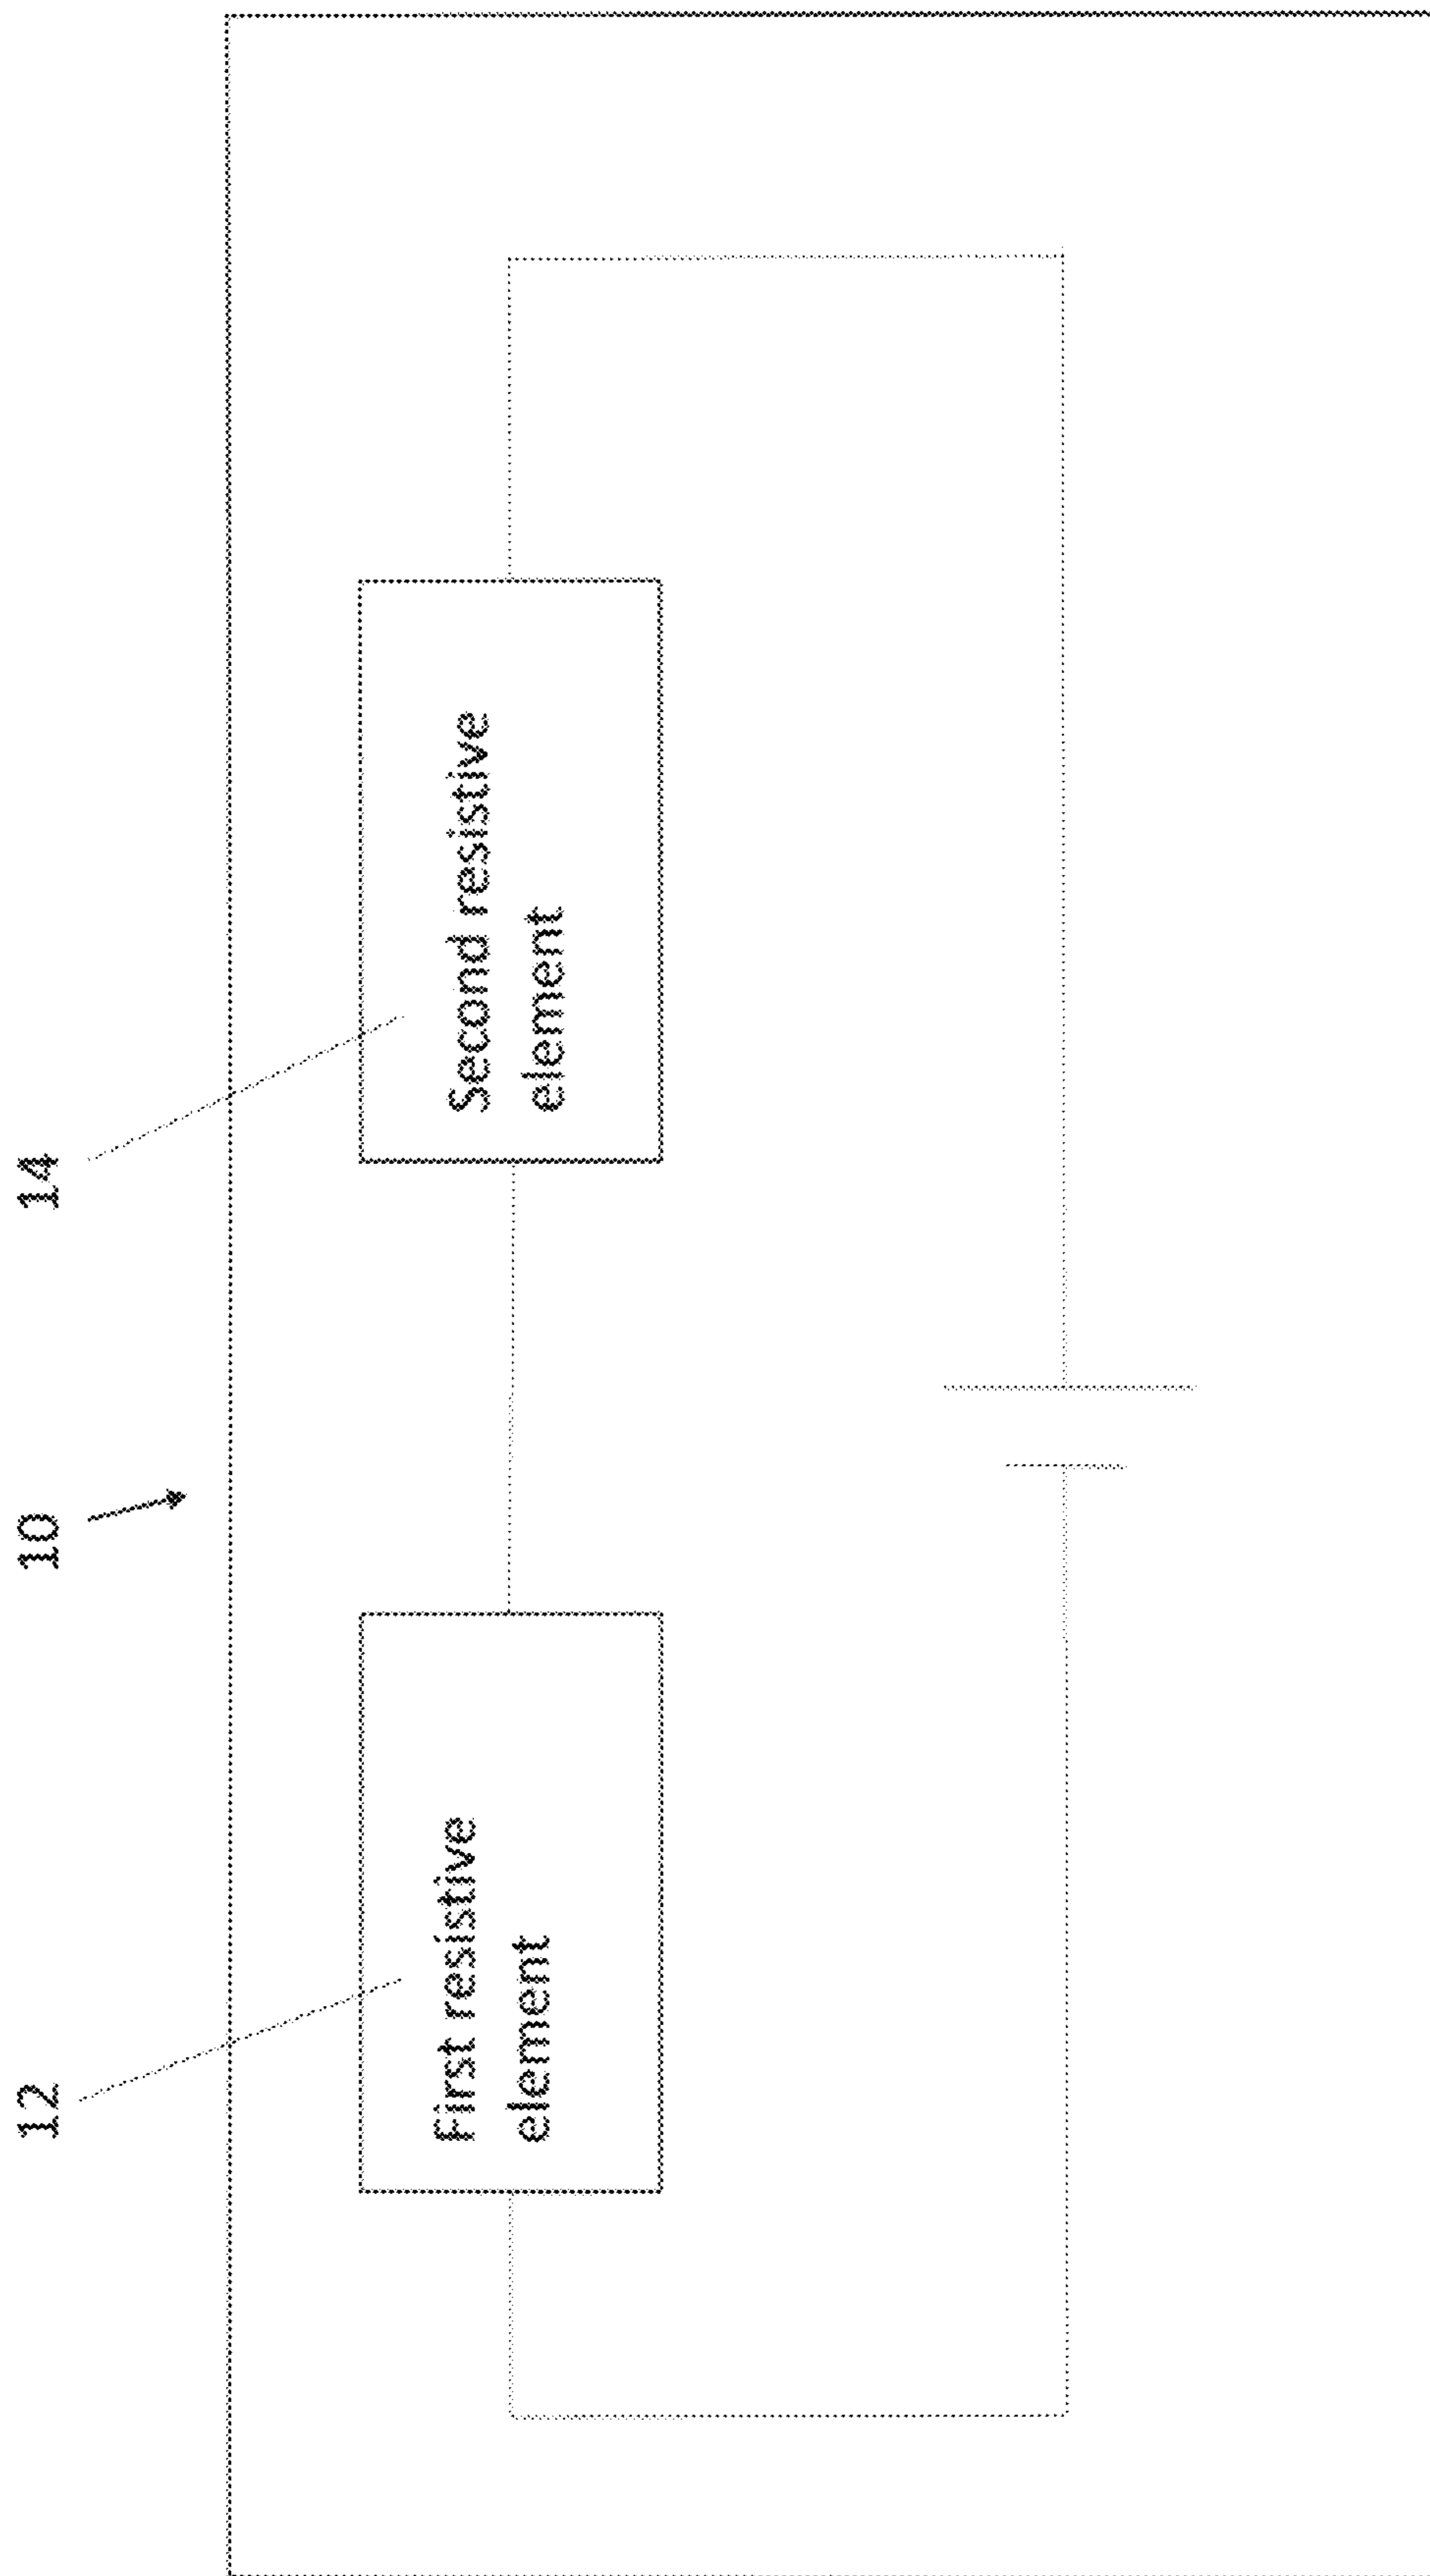 12
10
14
First resistive
element
Second resistive
element